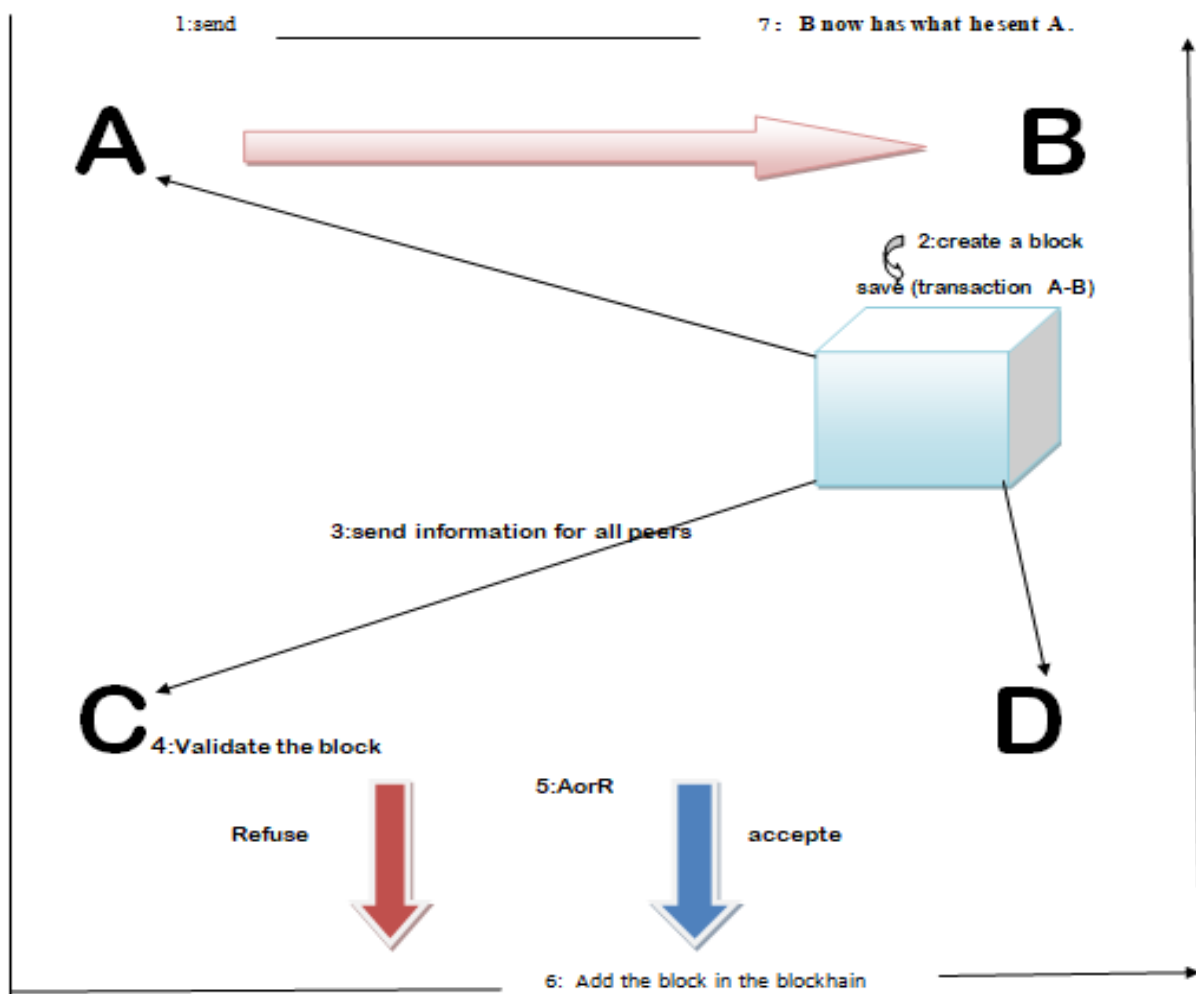 1:send
7: B now has what he sent A.
A
B
2:create a block
save (transaction A-B)
3:send information for all peers
C
D
4:Validate the block
5:AorR
Refuse
accepte
6: Add the block in the blockhain